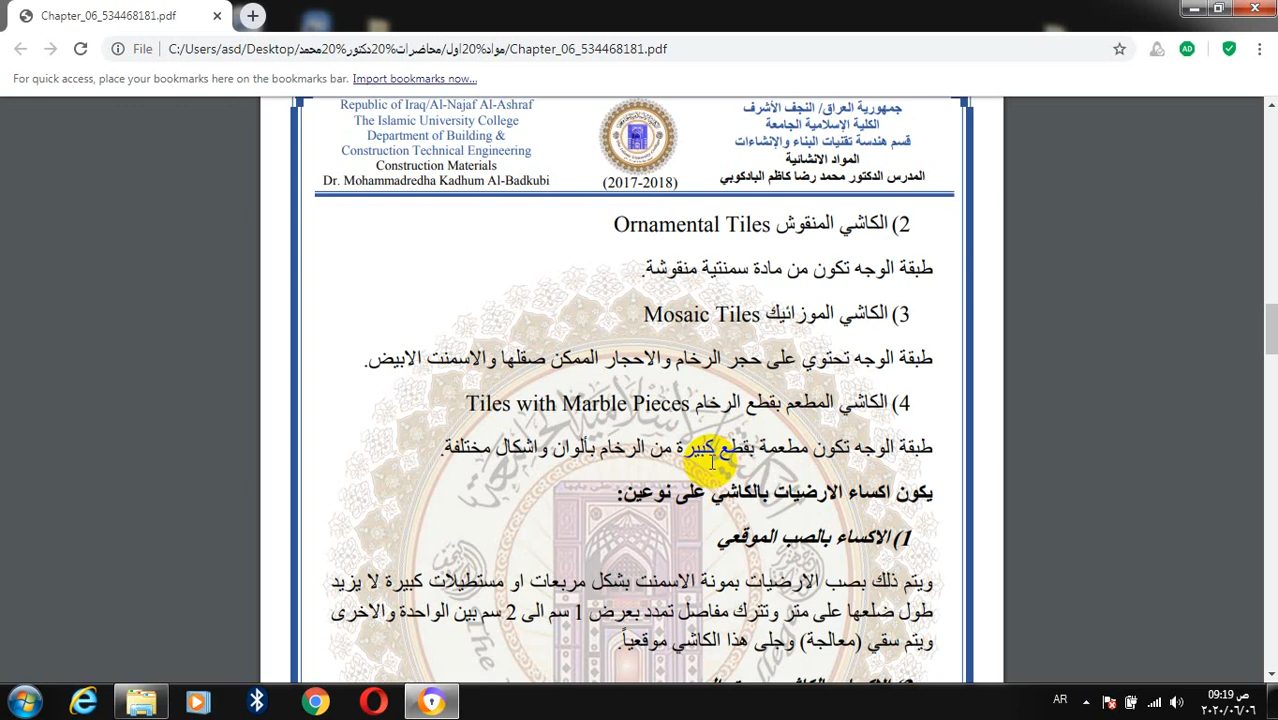 Chapter_06_534468181.pdf
File C:/Users/asd/Desktop/مواد%20اول/محاضرات%20دكتور%20محمد/Chapter_06_534468181.pdf
For quick access, place your bookmarks here on the bookmarks bar. Import bookmarks now...
Republic of Iraq/Al-Najaf Al-Ashraf
The Islamic University College
Department of Building &
Construction Technical Engineering
Construction Materials
Dr. Mohammadredha Kadhum Al-Badkubi
(2017-2018)
جمهورية العراق/ النجف الأشرف
الكلية الإسلامية الجامعة
قسم هندسة تقنيات البناء والإنشاءات
المواد الانشائية
المدرس الدكتور محمد رضا كاظم البادكوبي
2) الكاشي المنقوش Ornamental Tiles
طبقة الوجه تكون من مادة سمنتية منقوشة.
3) الكاشي الموزائيك Mosaic Tiles
طبقة الوجه تحتوي على حجر الرخام والاحجار الممكن صقلها والاسمنت الابيض.
4) الكاشي المطعم بقطع الرخام Tiles with Marble Pieces
طبقة الوجه تكون مطعمة بقطع كبيرة من الرخام بألوان واشكال مختلفة.
يكون اكساء الارضيات بالكاشي على نوعين:
1) الاكساء بالصب الموقعي
ويتم ذلك بصب الارضيات بمونة الاسمنت بشكل مربعات او مستطيلات كبيرة لا يزيد
طول ضلعها على متر وتترك مفاصل تمدد بعرض 1 سم الى 2 سم بين الواحدة والاخرى
ويتم سقي (معالجة) وجلى هذا الكاشي موقعياً.
AR
09:19 ص
٢٠٢٠/٠٦/٠٦